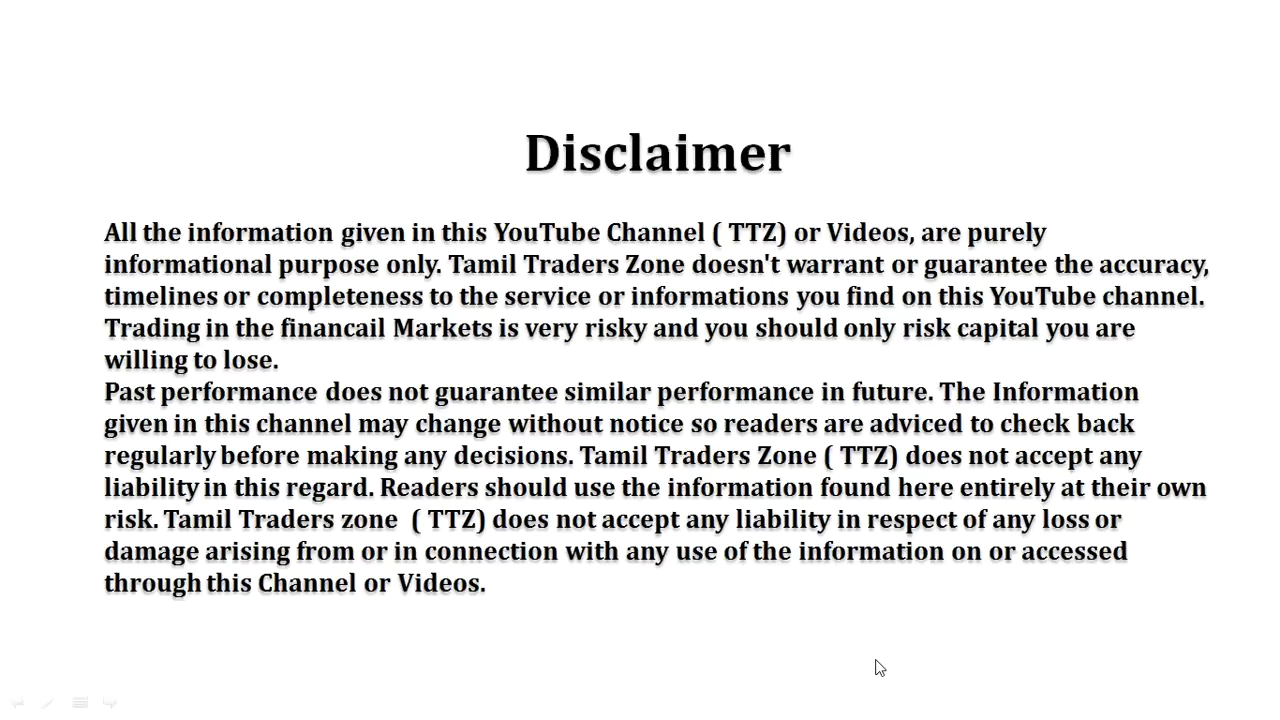 Disclaimer
All the information given in this YouTube Channel ( TTZ) or Videos, are purely
informational purpose only. Tamil Traders Zone doesn't warrant or guarantee the accuracy,
timelines or completeness to the service or informations you find on this YouTube channel.
Trading in the financail Markets is very risky and you should only risk capital you are
willing to lose.
Past performance does not guarantee similar performance in future. The Information
given in this channel may change without notice so readers are adviced to check back
regularly before making any decisions. Tamil Traders Zone ( TTZ) does not accept any
liability in this regard. Readers should use the information found here entirely at their own
risk. Tamil Traders zone  ( TTZ) does not accept any liability in respect of any loss or
damage arising from or in connection with any use of the information on or accessed
through this Channel or Videos.